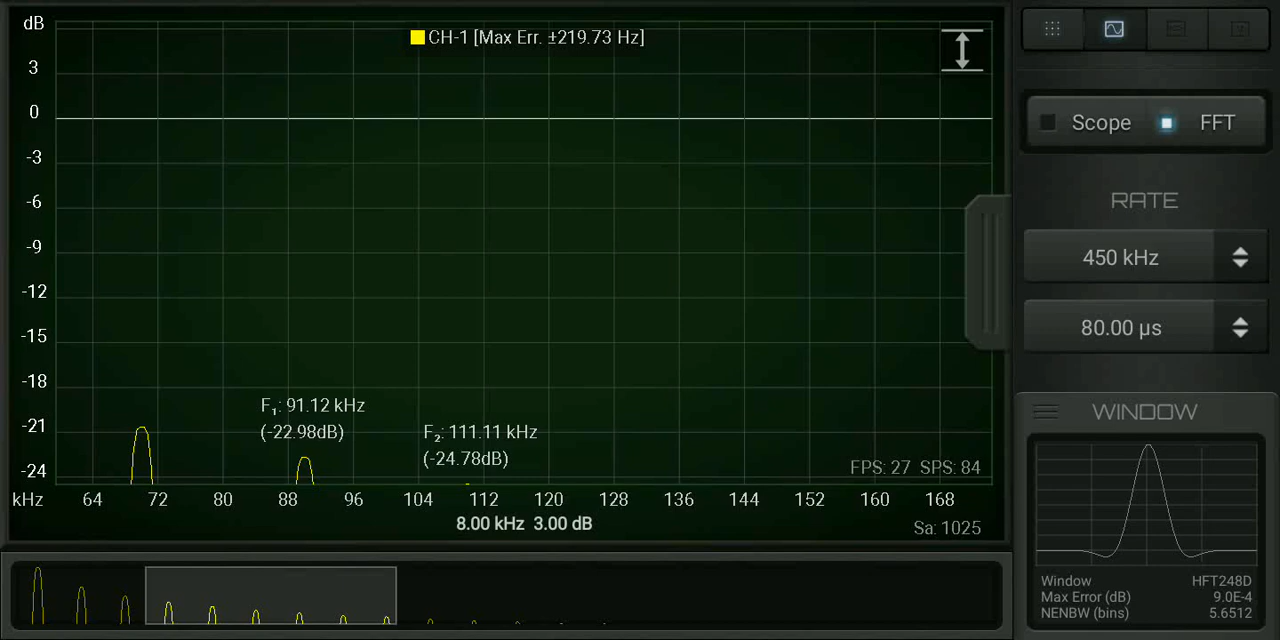 dB
CH-1 [Max Err. ±219.73 Hz]
3
0
-3
-6
-9
-12
-15
-18
-21
-24
F₁: 91.12 kHz
(-22.98dB)
F₂: 111.11 kHz
(-24.78dB)
FPS: 27 SPS: 84
kHz 64 72 80 88 96 104 112 120 128 136 144 152 160 168
8.00 kHz 3.00 dB
Sa: 1025
Scope FFT
RATE
450 kHz
80.00 µs
WINDOW
Window HFT248D
Max Error (dB) 9.0E-4
NENBW (bins) 5.6512